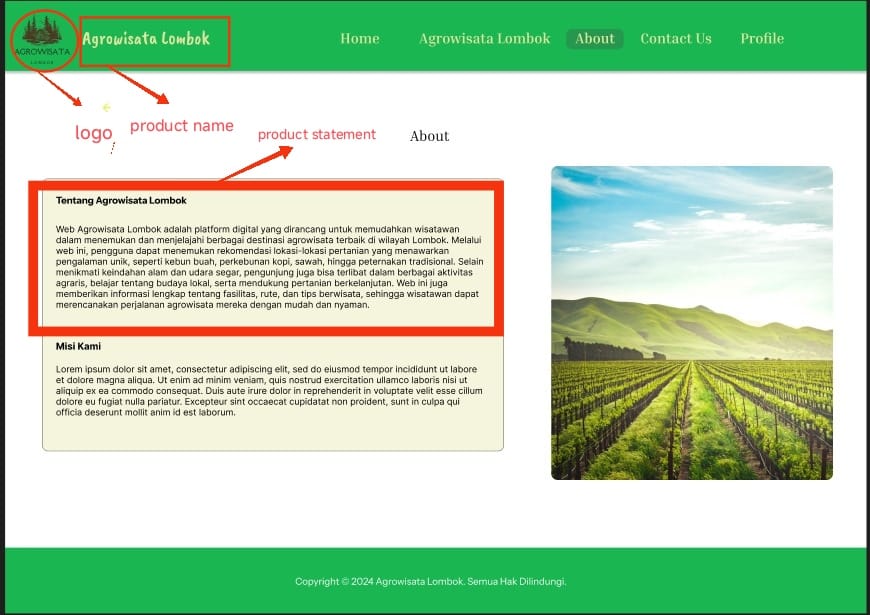 AGROWISATA
LOMBOK
Agrowisata Lombok
Home
Agrowisata Lombok
About
Contact Us
Profile
logo
product name
product statement
About
Tentang Agrowisata Lombok
Web Agrowisata Lombok adalah platform digital yang dirancang untuk memudahkan wisatawan
dalam menemukan dan menjelajahi berbagai destinasi agrowisata terbaik di wilayah Lombok. Melalui
web ini, pengguna dapat menemukan rekomendasi lokasi-lokasi pertanian yang menawarkan
pengalaman unik, seperti kebun buah, perkebunan kopi, sawah, hingga peternakan tradisional. Selain
menikmati keindahan alam dan udara segar, pengunjung juga bisa terlibat dalam berbagai aktivitas
agraris, belajar tentang budaya lokal, serta mendukung pertanian berkelanjutan. Web ini juga
memberikan informasi lengkap tentang fasilitas, rute, dan tips berwisata, sehingga wisatawan dapat
merencanakan perjalanan agrowisata mereka dengan mudah dan nyaman.
Misi Kami
Lorem ipsum dolor sit amet, consectetur adipiscing elit, sed do eiusmod tempor incididunt ut labore
et dolore magna aliqua. Ut enim ad minim veniam, quis nostrud exercitation ullamco laboris nisi ut
aliquip ex ea commodo consequat. Duis aute irure dolor in reprehenderit in voluptate velit esse cillum
dolore eu fugiat nulla pariatur. Excepteur sint occaecat cupidatat non proident, sunt in culpa qui
officia deserunt mollit anim id est laborum.
Copyright © 2024 Agrowisata Lombok. Semua Hak Dilindungi.